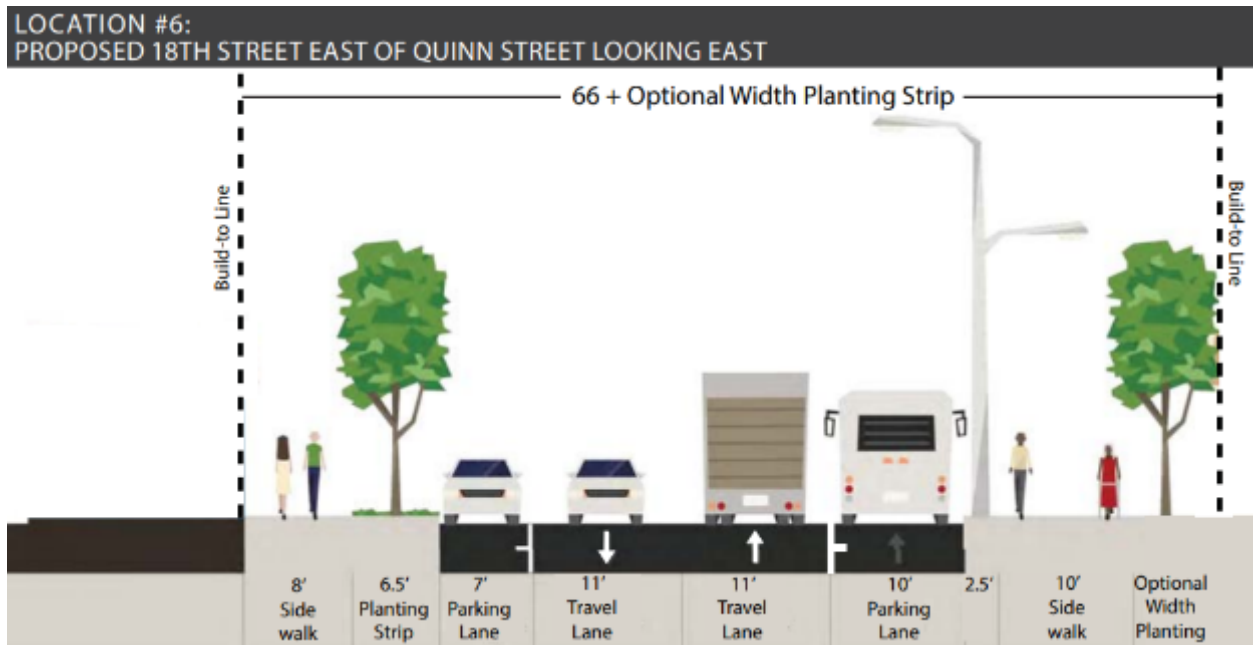 LOCATION #6:
PROPOSED 18TH STREET EAST OF QUINN STREET LOOKING EAST
66 + Optional Width Planting Strip
Build-to Line
Build-to Line
8'
Side
walk
6.5'
Planting
Strip
7'
Parking
Lane
11'
Travel
Lane
11'
Travel
Lane
10'
Parking
Lane
2.5'
10'
Side
walk
Optional
Width
Planting